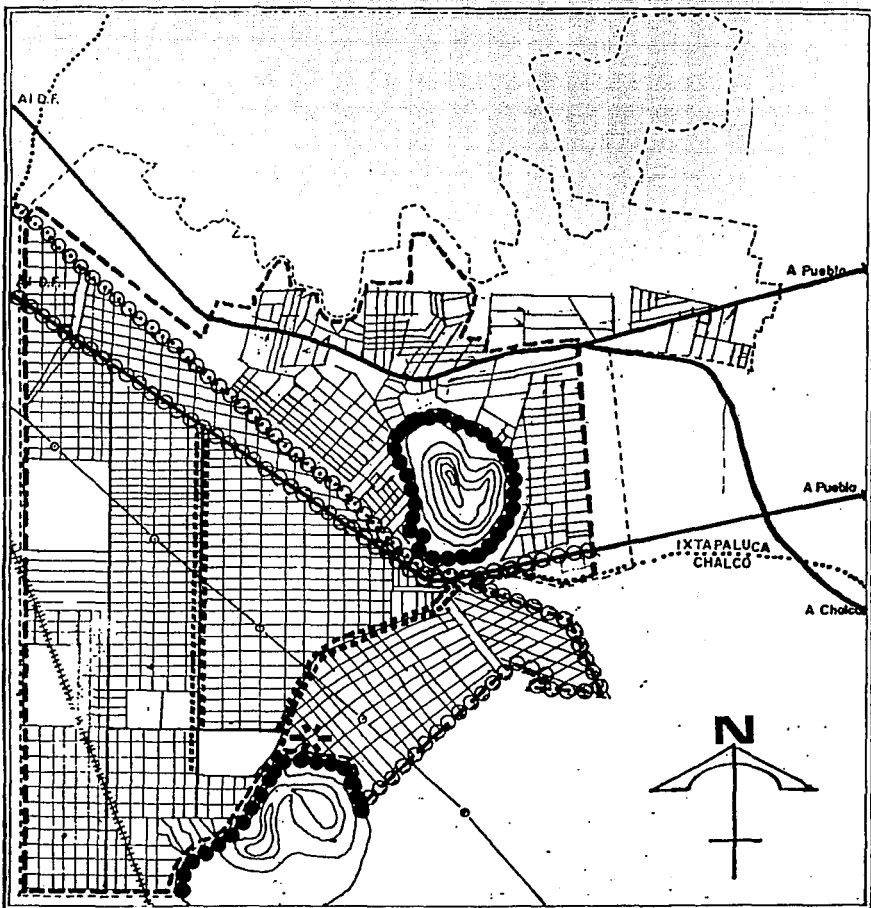 Al D.F.
A Puebla
Al D.F.
A Puebla
IXTAPALUCA
CHALCO
A Chalco
N